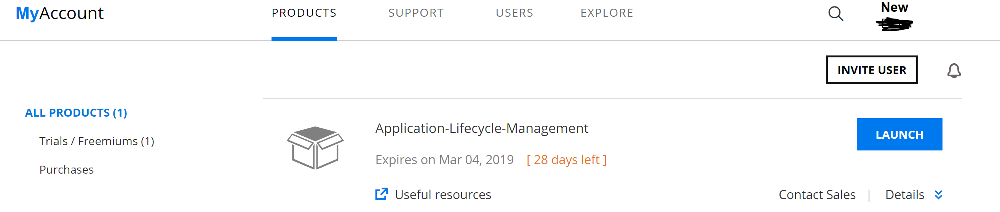 MyAccount
PRODUCTS SUPPORT USERS EXPLORE
New
INVITE USER
ALL PRODUCTS (1)
Trials / Freemiums (1)
Purchases
Application-Lifecycle-Management
LAUNCH
Expires on Mar 04, 2019 [ 28 days left ]
Useful resources
Contact Sales | Details